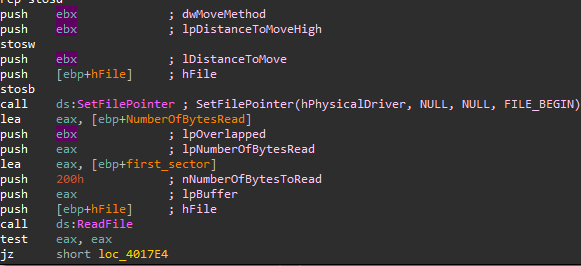 rep stosd
push ebx ; dwMoveMethod
push ebx ; lpDistanceToMoveHigh
stosw
push ebx ; lDistanceToMove
push [ebp+hFile] ; hFile
stosb
call ds:SetFilePointer ; SetFilePointer(hPhysicalDriver, NULL, NULL, FILE_BEGIN)
lea eax, [ebp+NumberOfBytesRead]
push ebx ; lpOverlapped
push eax ; lpNumberOfBytesRead
lea eax, [ebp+first_sector]
push 200h ; nNumberOfBytesToRead
push eax ; lpBuffer
push [ebp+hFile] ; hFile
call ds:ReadFile
test eax, eax
jz short loc_4017E4